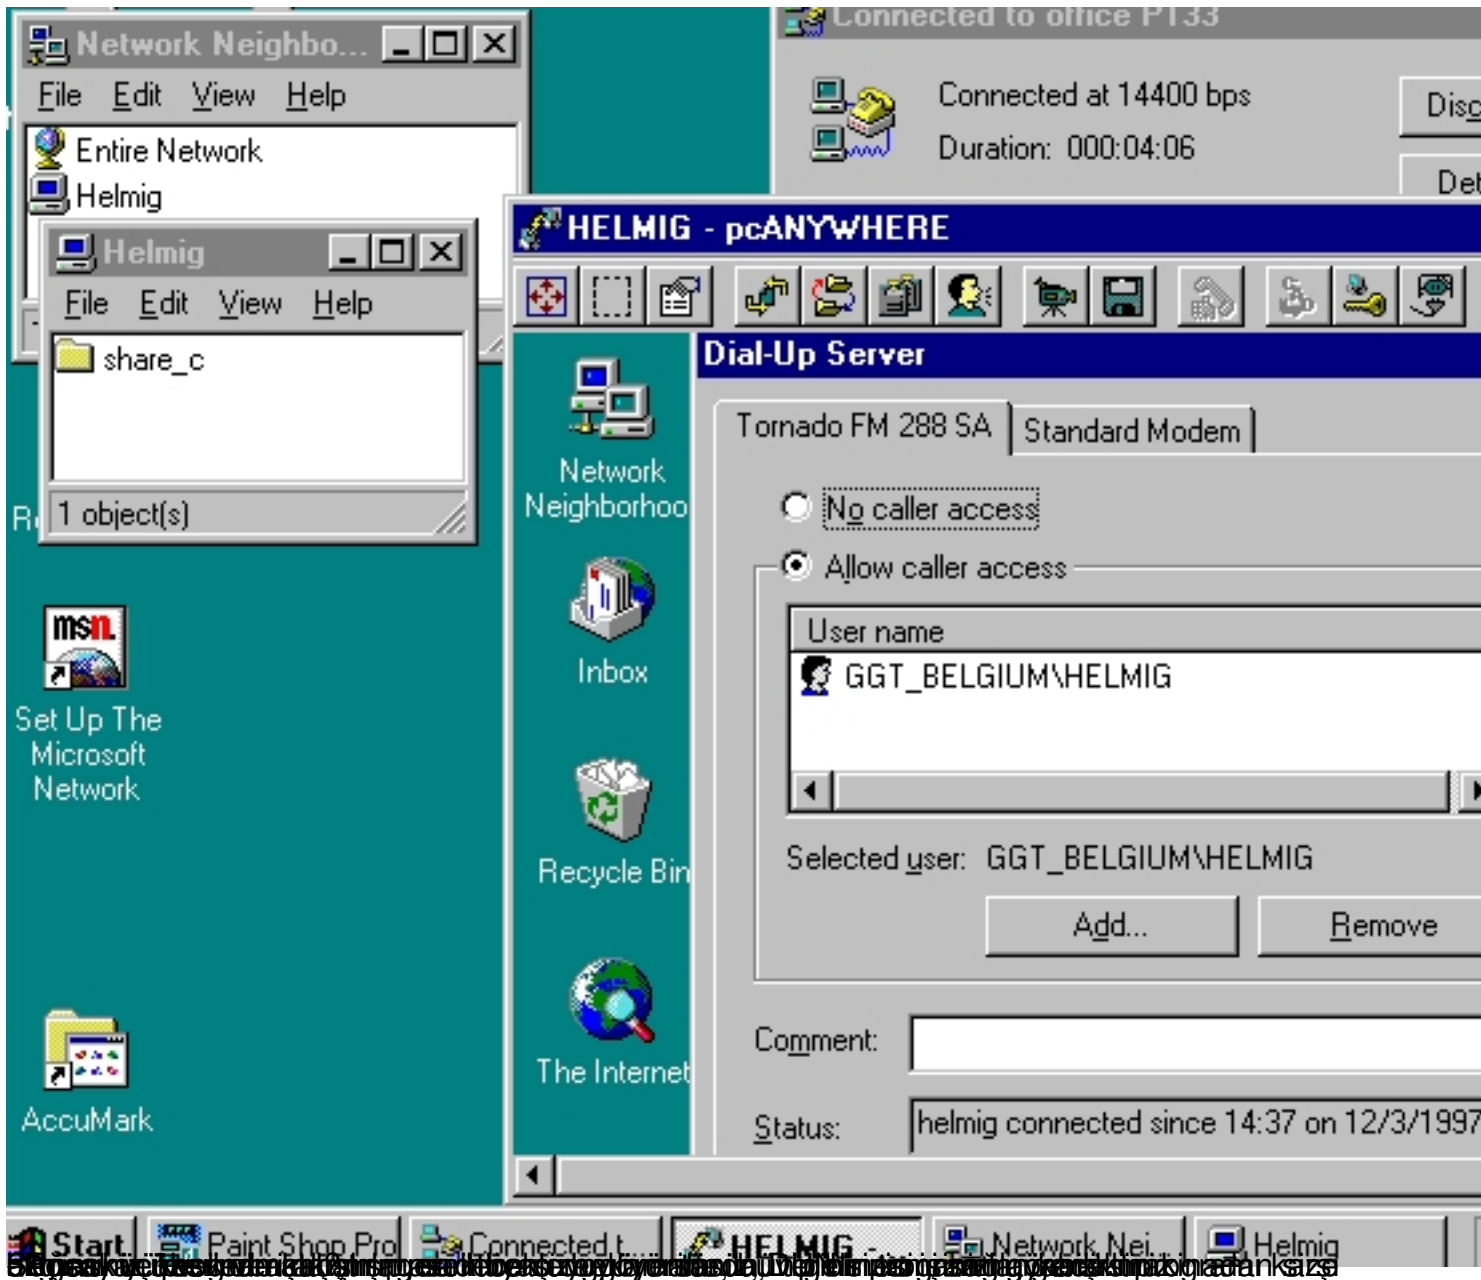 Network Neighbo...
File Edit View Help
Entire Network
Helmig
Helmig
File Edit View Help
share_c
1 object(s)
Set Up The
Microsoft
Network
AccuMark
Connected to office PT33
Connected at 14400 bps
Duration: 000:04:06
Disc
Det
HELMIG - pcANYWHERE
Network
Neighborhoo
Inbox
Recycle Bin
The Internet
Dial-Up Server
Tornado FM 288 SA
Standard Modem
No caller access
Allow caller access
User name
GGT_BELGIUM\HELMIG
Selected user: GGT_BELGIUM\HELMIG
Add...
Remove
Comment:
Status: helmig connected since 14:37 on 12/3/1997
msn.
Start
Paint Shop Pro
Connected t...
HELMIG - ...
Network Nei...
Helmig